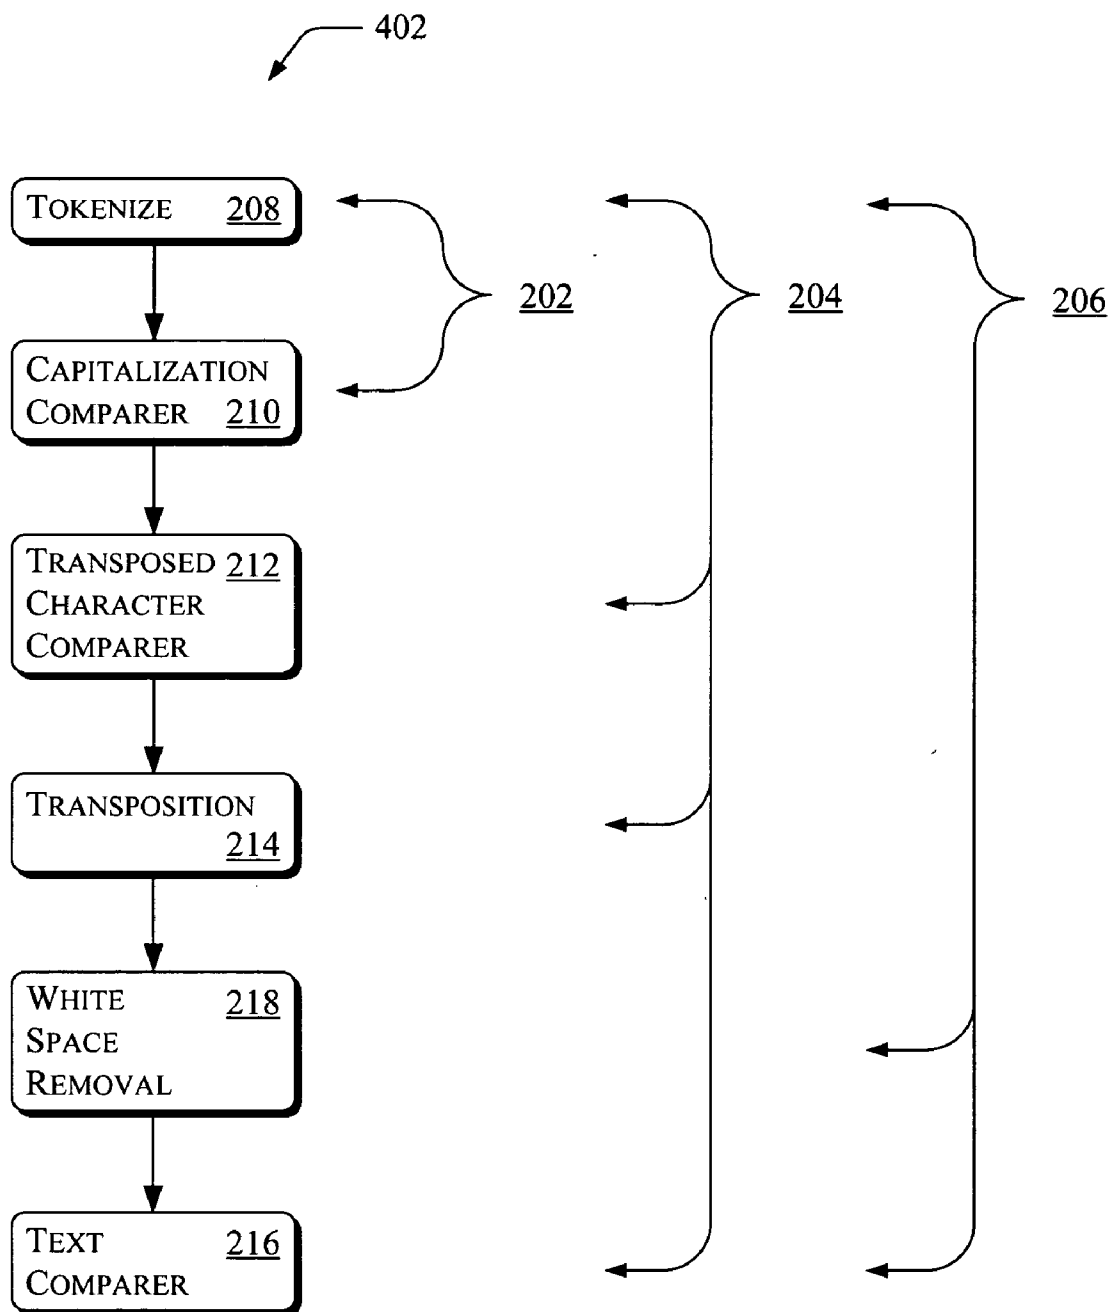 402
TOKENIZE 208
202
204
206
CAPITALIZATION
COMPARER 210
TRANSPOSED 212
CHARACTER
COMPARER
TRANSPOSITION
214
WHITE 218
SPACE
REMOVAL
TEXT 216
COMPARER